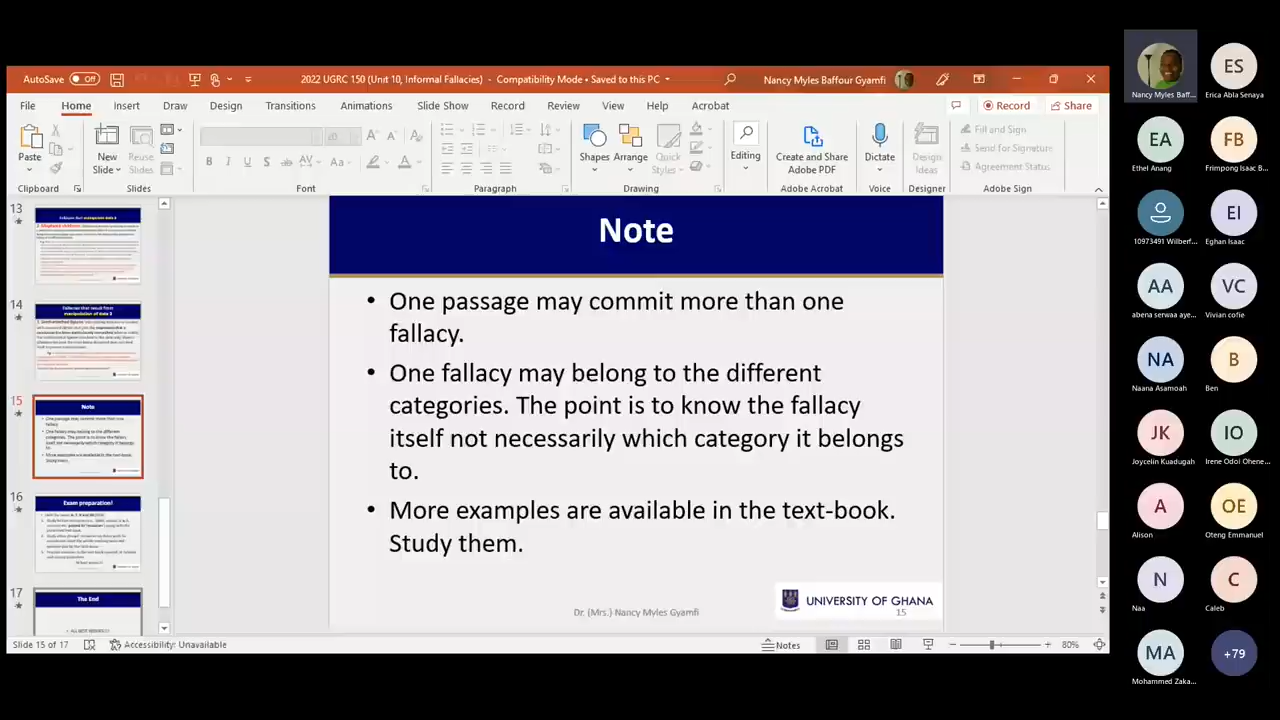 AutoSave Off
2022 UGRC 150 (Unit 10, Informal Fallacies) - Compatibility Mode • Saved to this PC
Nancy Myles Baffour Gyamfi
File Home Insert Draw Design Transitions Animations Slide Show Record Review View Help Acrobat
Record Share
Paste
New Slide
Reuse Slides
B I U S ab AV Aa A
Shapes Arrange Quick Styles
Editing
Create and Share Adobe PDF
Dictate
Design Ideas
Fill and Sign
Send for Signature
Agreement Status
Clipboard Slides Font Paragraph Drawing Adobe Acrobat Voice Designer Adobe Sign
13
14
15
Note
16
Exam preparation!
17
The End
Note
• One passage may commit more than one
fallacy.
• One fallacy may belong to the different
categories. The point is to know the fallacy
itself not necessarily which category it belongs
to.
• More examples are available in the text-book.
Study them.
Dr. (Mrs.) Nancy Myles Gyamfi
UNIVERSITY OF GHANA
15
Slide 15 of 17
Accessibility: Unavailable
Notes
80%
Nancy Myles Baff...
ES
Erica Abla Senaya
EA
Ethel Anang
FB
Frimpong Isaac B...
10973491 Wilberf...
EI
Eghan Isaac
AA
abena serwaa aye...
VC
Vivian cofie
NA
Naana Asamoah
B
Ben
JK
Joycelin Kuadugah
IO
Irene Odoi Ohene...
A
Alison
OE
Oteng Emmanuel
N
Naa
C
Caleb
MA
Mohammed Zaka...
+79